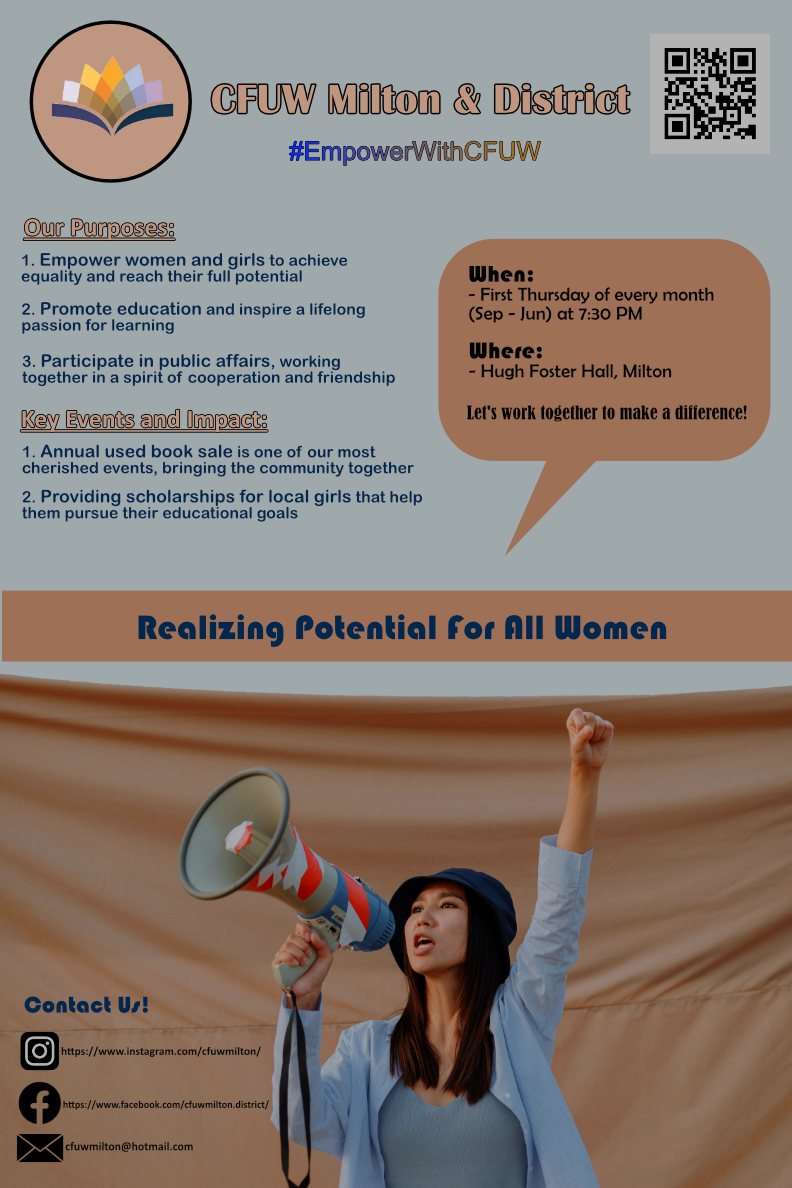 CFUW Milton & District
#EmpowerWithCFUW
Our Purposes:
1. Empower women and girls to achieve
equality and reach their full potential
2. Promote education and inspire a lifelong
passion for learning
3. Participate in public affairs, working
together in a spirit of cooperation and friendship
Key Events and Impact:
1. Annual used book sale is one of our most
cherished events, bringing the community together
2. Providing scholarships for local girls that help
them pursue their educational goals
When:
- First Thursday of every month
(Sep - Jun) at 7:30 PM
Where:
- Hugh Foster Hall, Milton
Let's work together to make a difference!
Realizing Potential For All Women
Contact Us!
https://www.instagram.com/cfuwmilton/
https://www.facebook.com/cfuwmilton.district/
cfuwmilton@hotmail.com